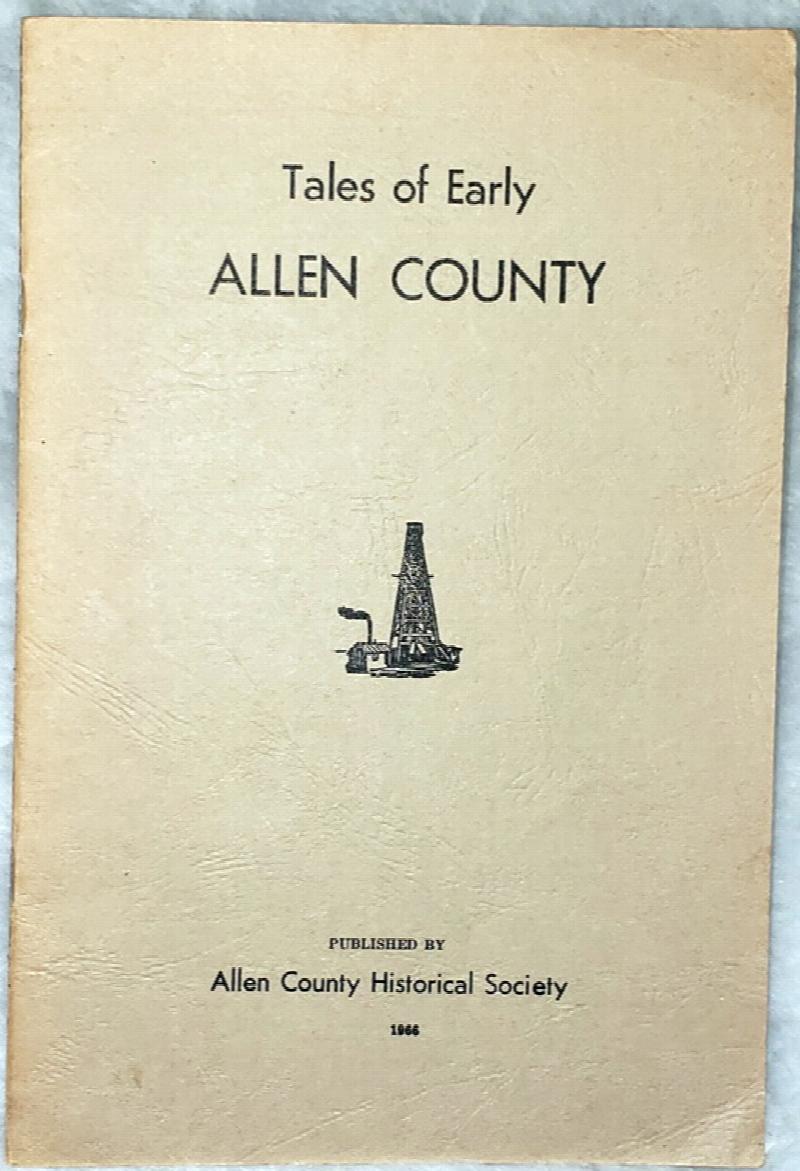 Tales of Early
ALLEN COUNTY
PUBLISHED BY
Allen County Historical Society
1966